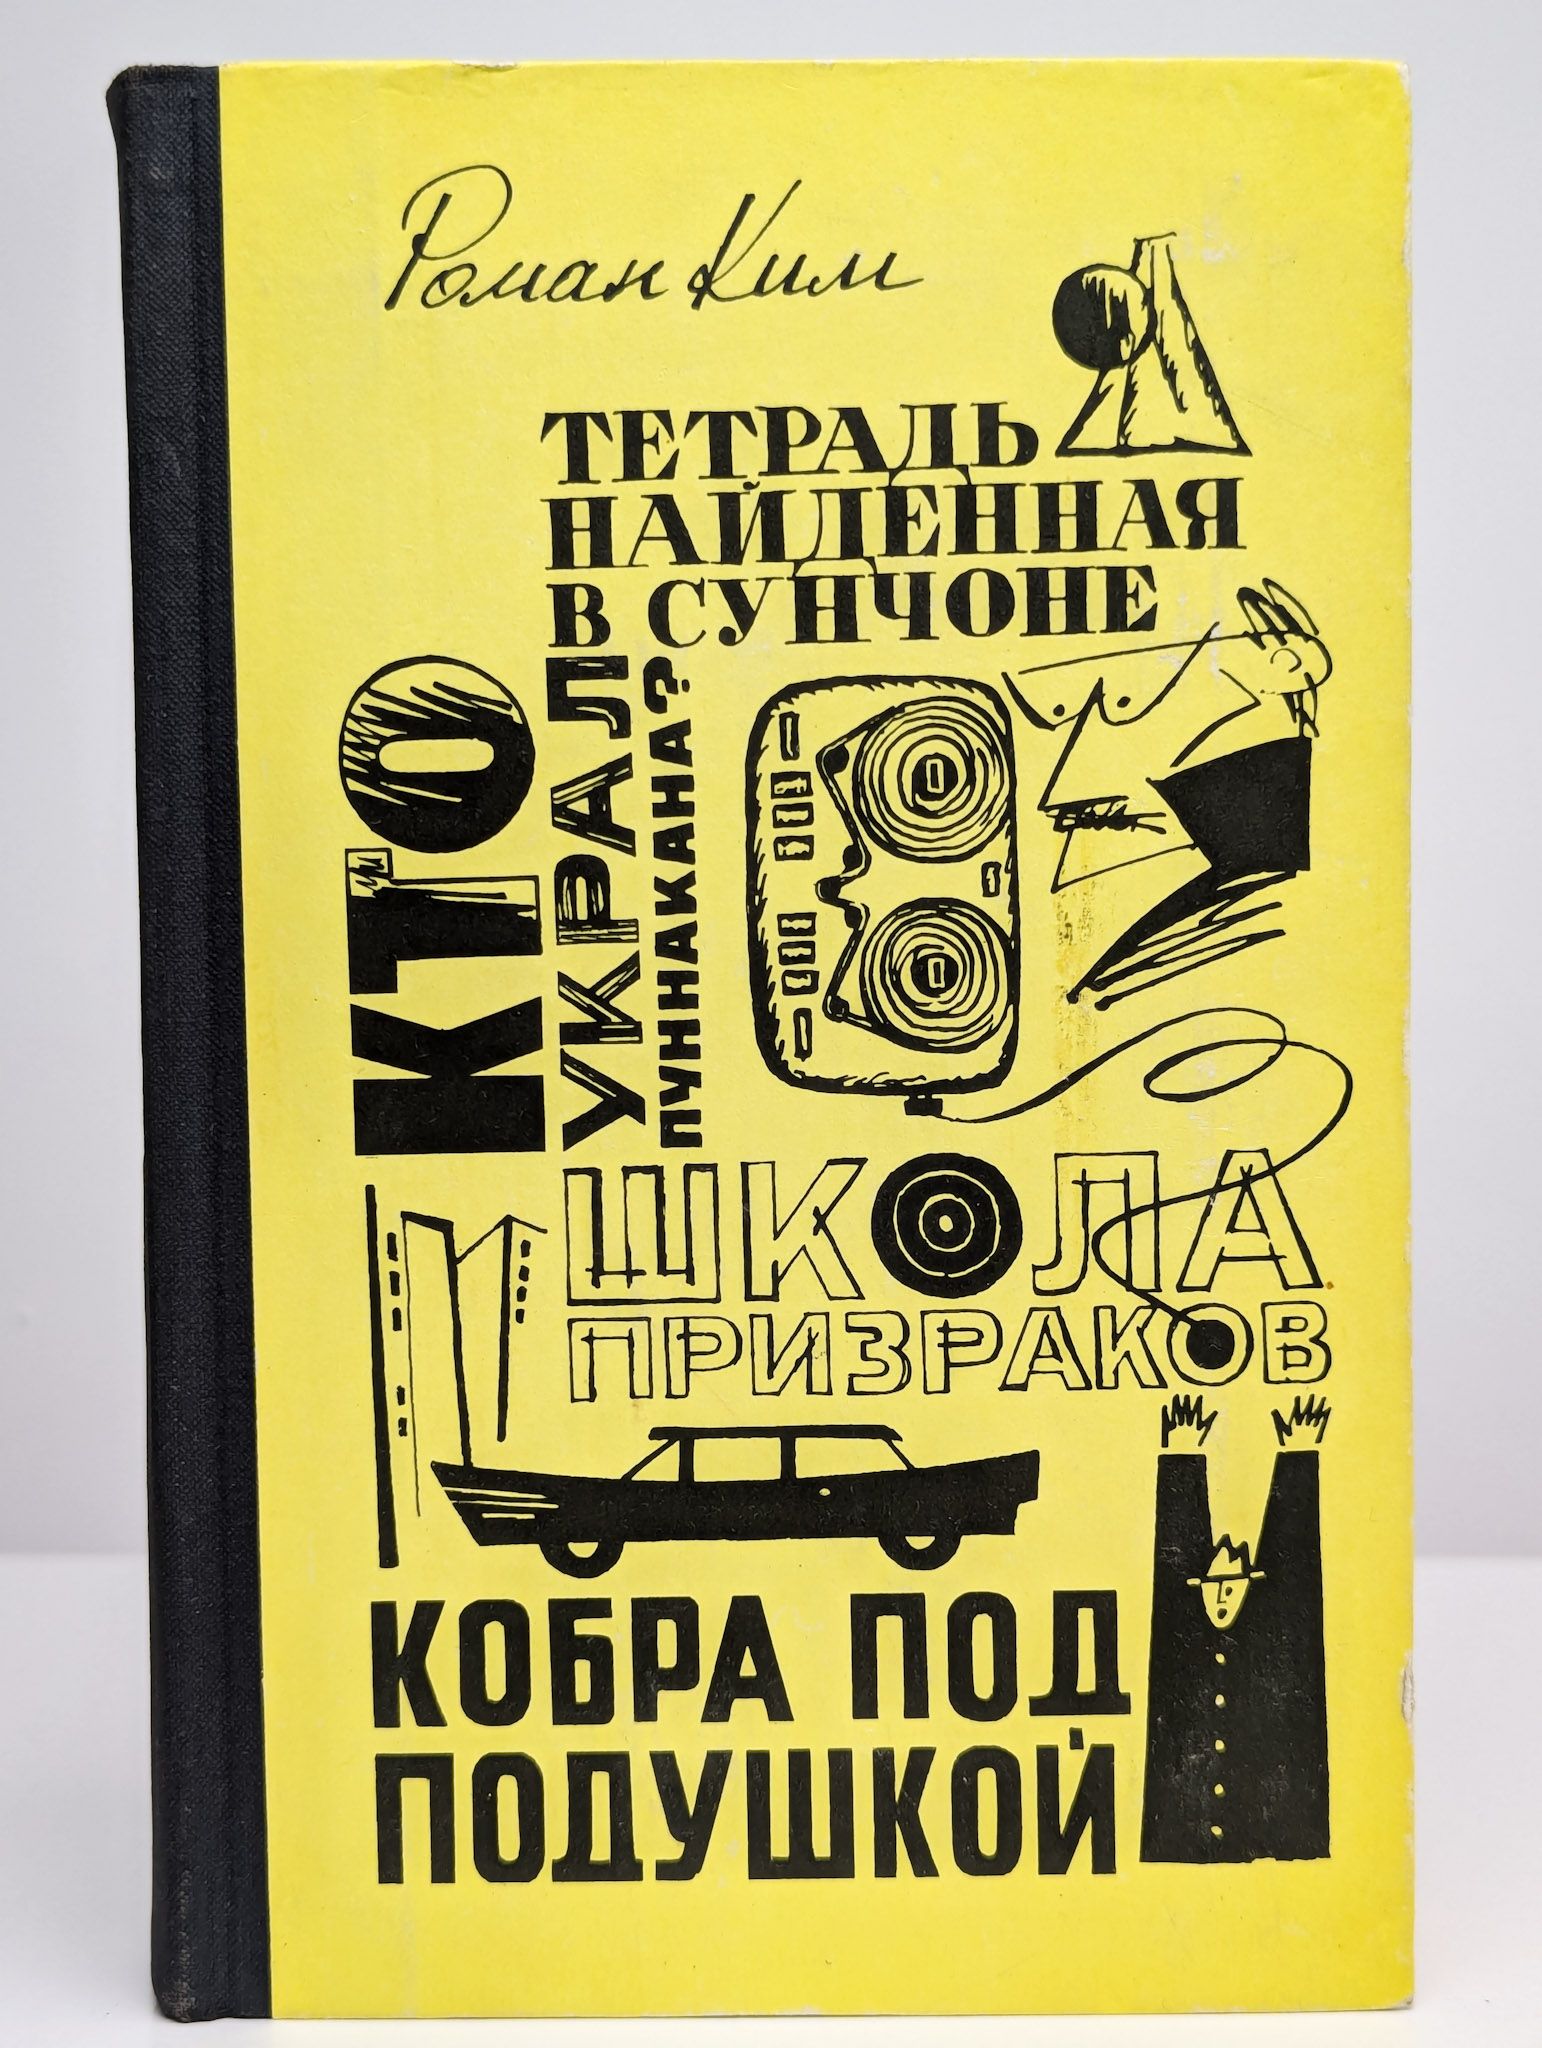 Роман Ким
ТЕТРАДЬ
НАЙДЕННАЯ
В СУНЧОНЕ
КТО
УКРАЛ
ПУННАКАНА?
ШКОЛА
ПРИЗРАКОВ
КОБРА ПОД
ПОДУШКОЙ